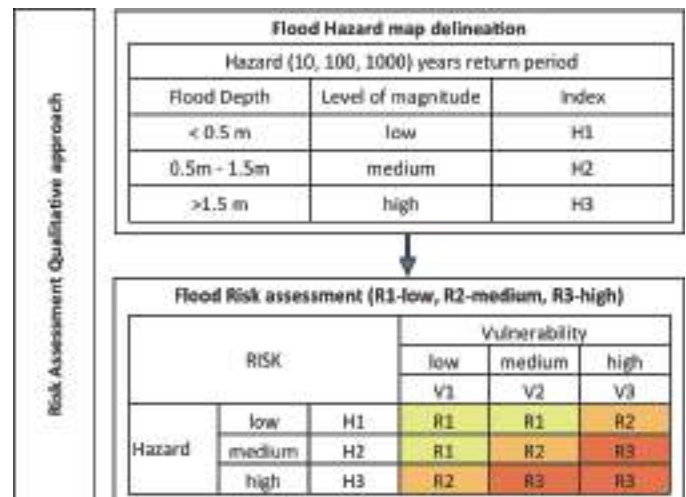 Risk Assessment Qualitative approach
Flood Hazard map delineation
Hazard (10, 100, 1000) years return period
Flood Depth Level of magnitude Index
< 0.5 m low H1
0.5m - 1.5m medium H2
>1.5 m high H3
Flood Risk assessment (R1-low, R2-medium, R3-high)
RISK Vulnerability
low medium high
V1 V2 V3
Hazard low H1 R1 R1 R2
medium H2 R1 R2 R3
high H3 R2 R3 R3